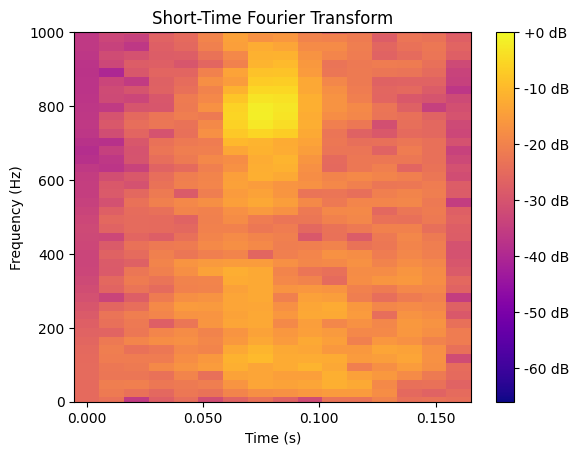 Short-Time Fourier Transform
1000
800
600
400
200
0
Frequency (Hz)
0.000
0.050
0.100
0.150
Time (s)
+0 dB
-10 dB
-20 dB
-30 dB
-40 dB
-50 dB
-60 dB